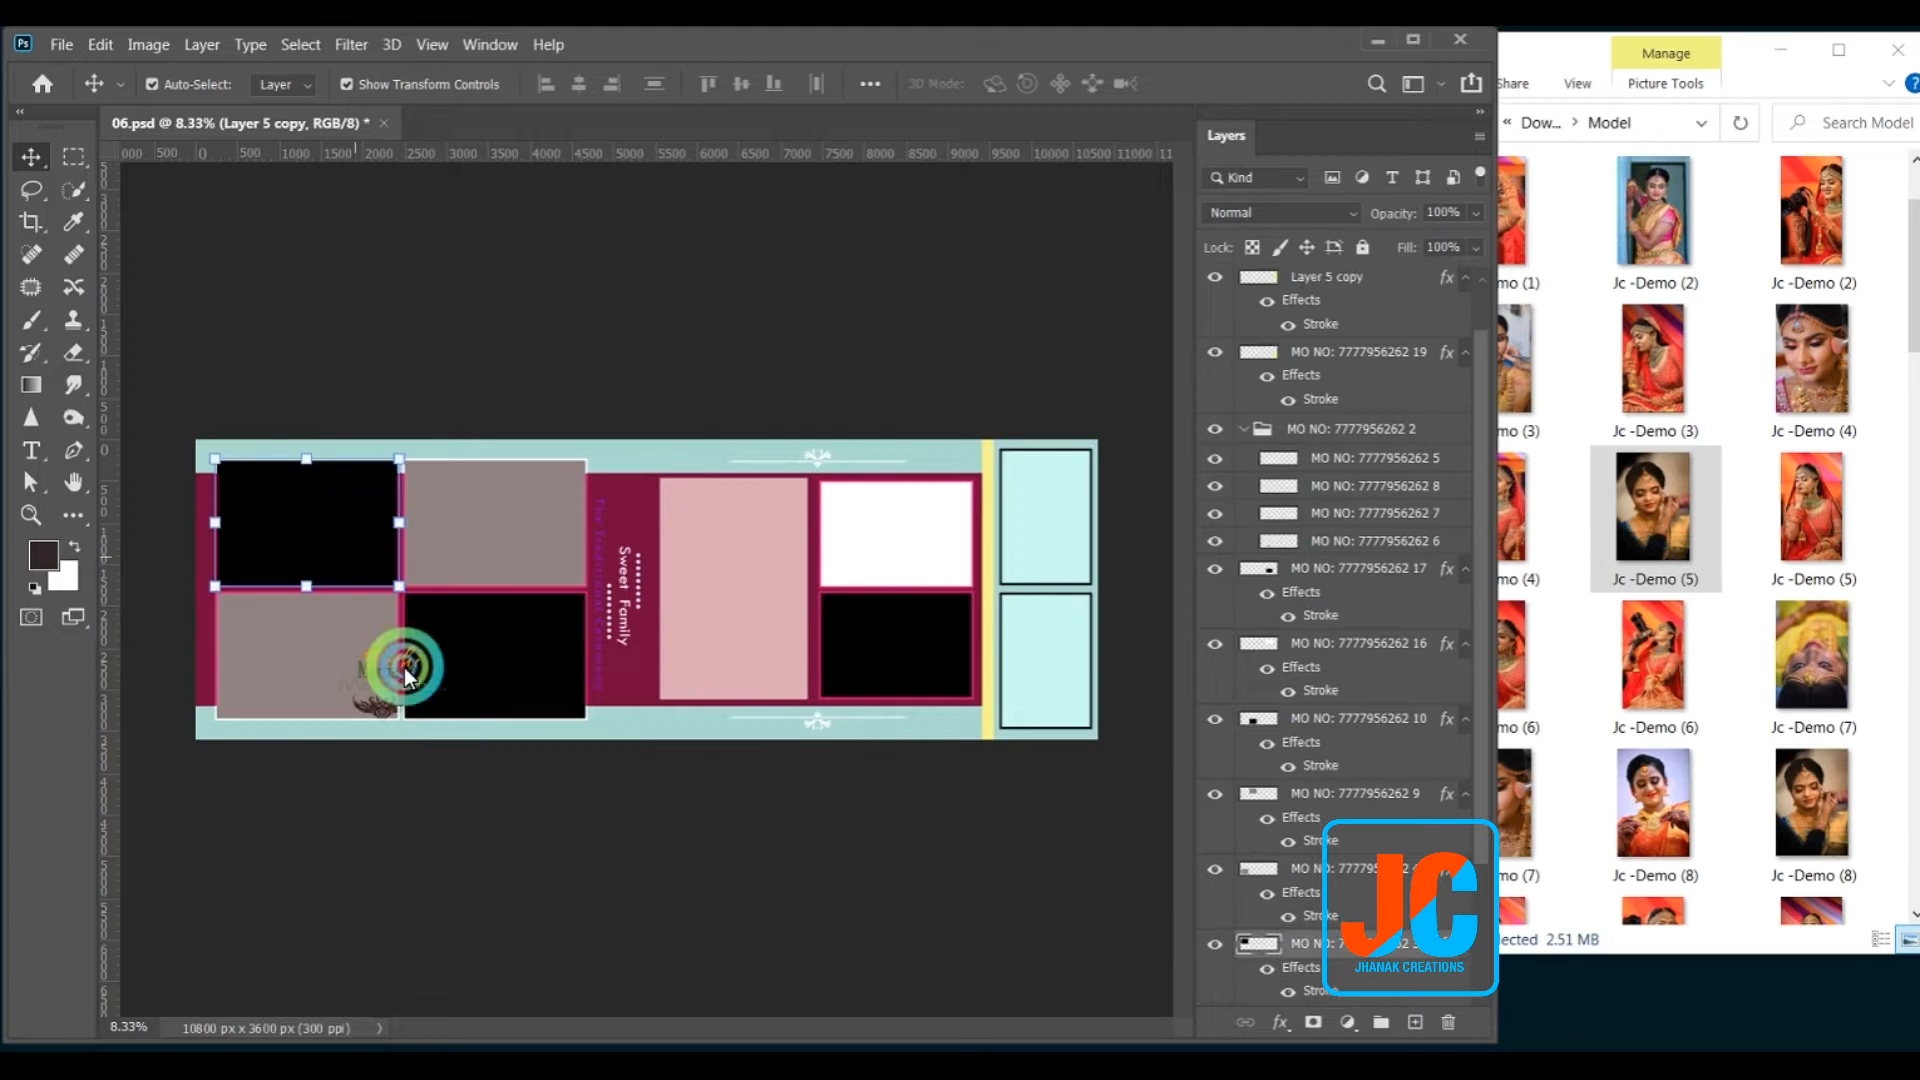 Ps File Edit Image Layer Type Select Filter 3D View Window Help
Auto-Select: Layer Show Transform Controls 3D Mode:
06.psd @ 8.33% (Layer 5 copy, RGB/8) *
000 500 0 500 1000 1500 2000 2500 3000 3500 4000 4500 5000 5500 6000 6500 7000 7500 8000 8500 9000 9500 10000 10500 11000 11
Layers
Kind
Normal Opacity: 100%
Lock: Fill: 100%
Layer 5 copy fx
Effects
Stroke
MO NO: 7777956262 19 fx
Effects
Stroke
MO NO: 7777956262 2
MO NO: 7777956262 5
MO NO: 7777956262 8
MO NO: 7777956262 7
MO NO: 7777956262 6
MO NO: 7777956262 17 fx
Effects
Stroke
MO NO: 7777956262 16 fx
Effects
Stroke
MO NO: 7777956262 10 fx
Effects
Stroke
MO NO: 7777956262 9 fx
Effects
Stroke
MO NO: 77779
Effects
Stroke
MO NO:
Effects
Stroke
fx
The Traditional
Sweet Family
8.33% 10800 px x 3600 px (300 ppi)
JC
JHANAK CREATIONS
Manage
Share View Picture Tools
« Dow... Model Search Model
mo (1) Jc -Demo (2) Jc -Demo (2)
mo (3) Jc -Demo (3) Jc -Demo (4)
mo (4) Jc -Demo (5) Jc -Demo (5)
mo (6) Jc -Demo (6) Jc -Demo (7)
mo (7) Jc -Demo (8) Jc -Demo (8)
lected 2.51 MB